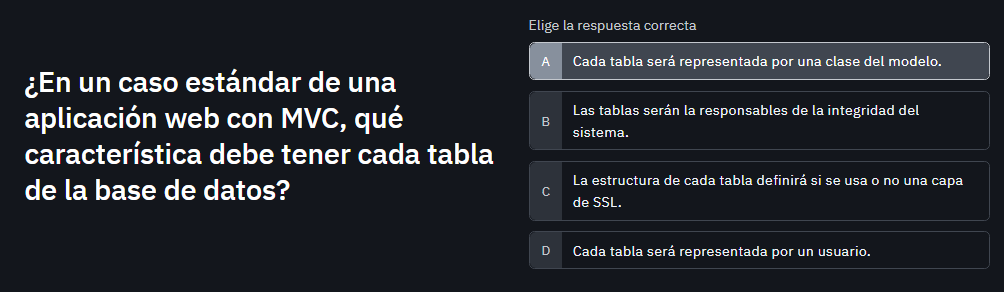 Elige la respuesta correcta
¿En un caso estándar de una
aplicación web con MVC, qué
característica debe tener cada tabla
de la base de datos?
A Cada tabla será representada por una clase del modelo.
B Las tablas serán la responsables de la integridad del
sistema.
C La estructura de cada tabla definirá si se usa o no una capa
de SSL.
D Cada tabla será representada por un usuario.